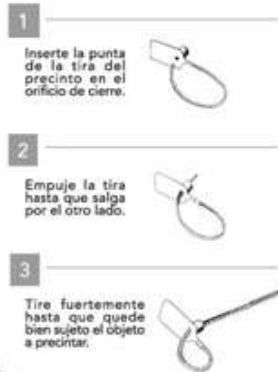 1
Inserte la punta
de la tira del
precinto en el
orificio de cierre.
2
Empuje la tira
hasta que salga
por el otro lado.
3
Tire fuertemente
hasta que quede
bien sujeto el objeto
a precintar.